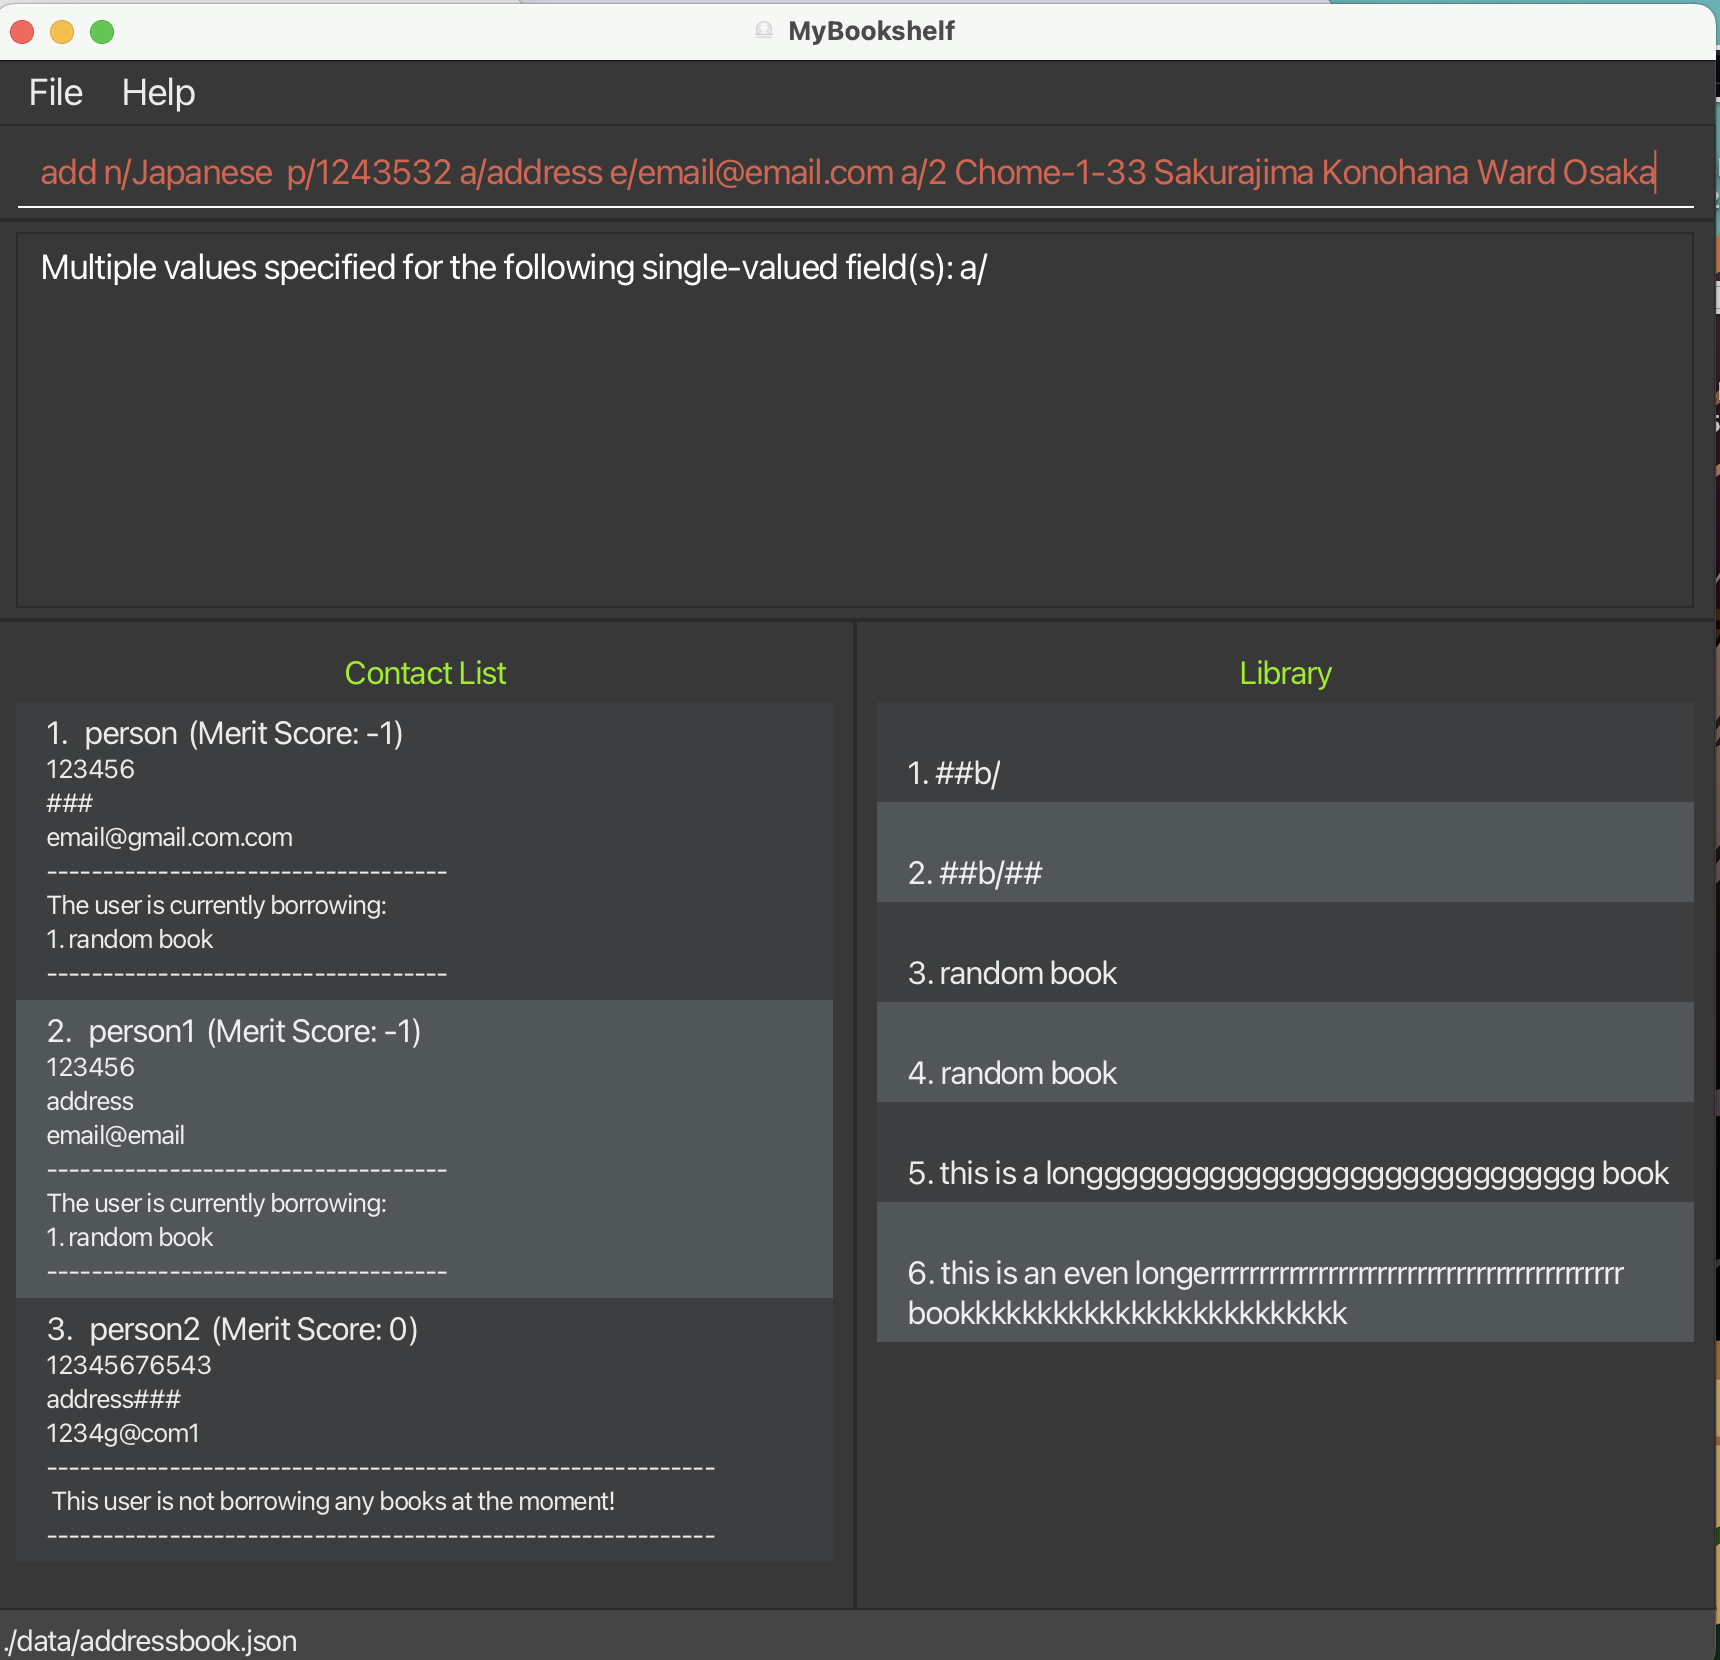 MyBookshelf
File Help
add n/Japanese  p/1243532 a/address e/email@email.com a/2 Chome-1-33 Sakurajima Konohana Ward Osaka
Multiple values specified for the following single-valued field(s): a/
Contact List
1. person (Merit Score: -1)
123456
###
email@gmail.com.com
------------------------------------
The user is currently borrowing:
1. random book
------------------------------------
2. person1 (Merit Score: -1)
123456
address
email@email
------------------------------------
The user is currently borrowing:
1. random book
------------------------------------
3. person2 (Merit Score: 0)
12345676543
address###
1234g@com1
------------------------------------------------------------
This user is not borrowing any books at the moment!
------------------------------------------------------------
Library
1. ##b/
2. ##b/##
3. random book
4. random book
5. this is a longggggggggggggggggggggggggggggg book
6. this is an even longerrrrrrrrrrrrrrrrrrrrrrrrrrrrrrrrrrrrrrrrr
bookkkkkkkkkkkkkkkkkkkkkkkkk
./data/addressbook.json